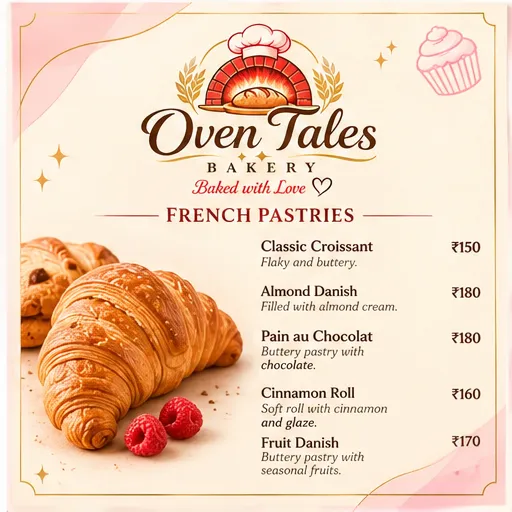 Oven Tales
BAKERY
Baked with Love
FRENCH PASTRIES
Classic Croissant ₹150
Flaky and buttery.
Almond Danish ₹180
Filled with almond cream.
Pain au Chocolat ₹180
Buttery pastry with
chocolate.
Cinnamon Roll ₹160
Soft roll with cinnamon
and glaze.
Fruit Danish ₹170
Buttery pastry with
seasonal fruits.